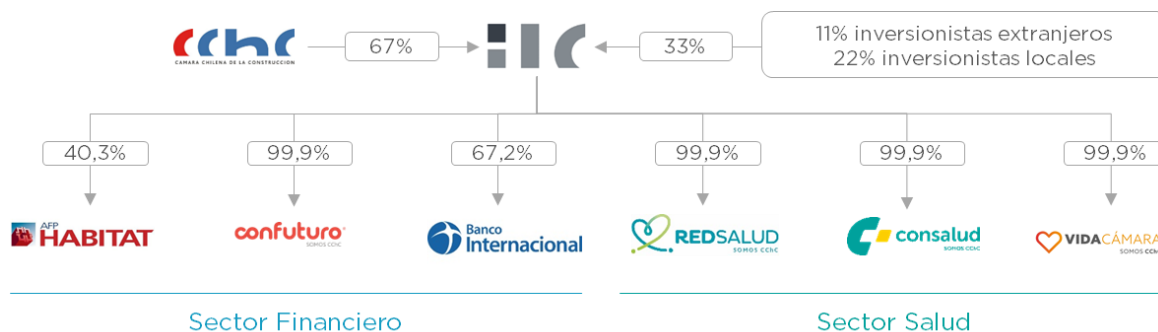 cchc
CAMARA CHILENA DE LA CONSTRUCCION
67%
ilc
33%
11% inversionistas extranjeros
22% inversionistas locales
40,3%
99,9%
67,2%
99,9%
99,9%
99,9%
AFP
HABITAT
confuturo
SOMOS CChC
Banco
Internacional
REDSALUD
SOMOS CChC
consalud
SOMOS CChC
VIDACÁMARA
SOMOS CChC
Sector Financiero
Sector Salud